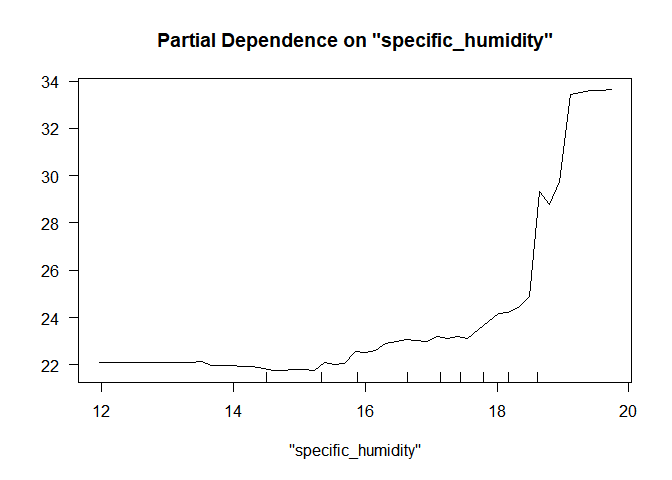 Partial Dependence on "specific_humidity"
34
32
30
28
26
24
22
12 14 16 18 20
"specific_humidity"